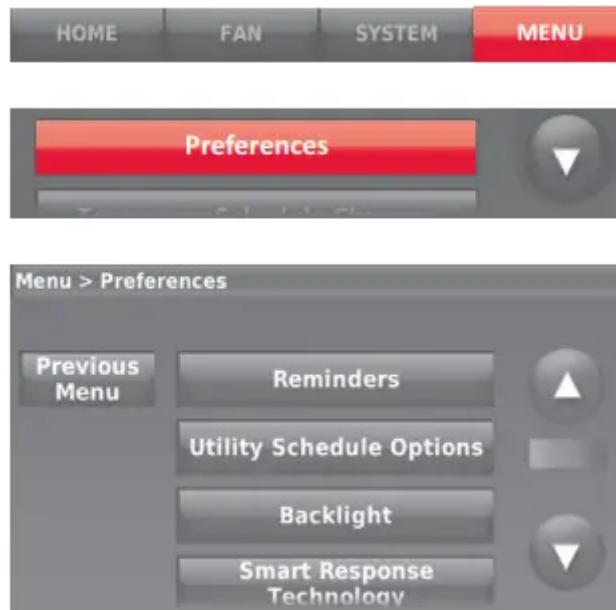 HOME FAN SYSTEM MENU
Preferences
Menu > Preferences
Previous
Menu
Reminders
Utility Schedule Options
Backlight
Smart Response
Technology